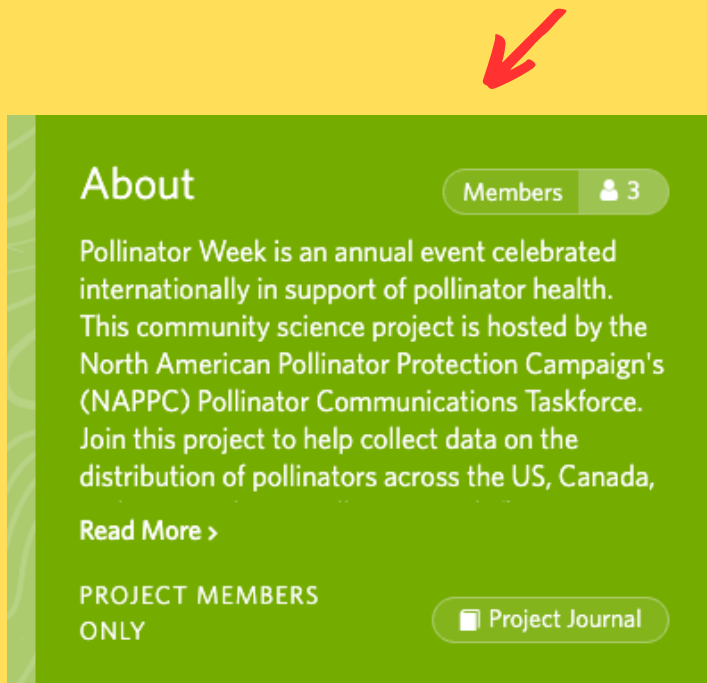 About
Members 3
Pollinator Week is an annual event celebrated
internationally in support of pollinator health.
This community science project is hosted by the
North American Pollinator Protection Campaign's
(NAPPC) Pollinator Communications Taskforce.
Join this project to help collect data on the
distribution of pollinators across the US, Canada,
Read More >
PROJECT MEMBERS
ONLY
Project Journal